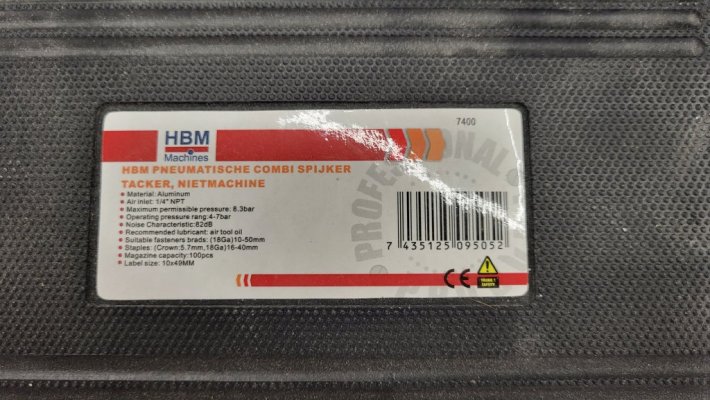 7400
HBM
Machines
PROFESSIONAL
HBM PNEUMATISCHE COMBI SPIJKER
TACKER, NIETMACHINE
Material: Aluminum
Air inlet: 1/4" NPT
Maximum permissible pressure: 8.3bar
Operating pressure rang:4-7bar
Noise Characteristic:82dB
Recommended lubricant: air tool oil
Suitable fasteners brads: (18Ga)10-50mm
Staples: (Crown:5.7mm,18Ga)16-40mm
Magazine capacity:100pcs
Label size: 10x49MM
7 435125 095052
CE